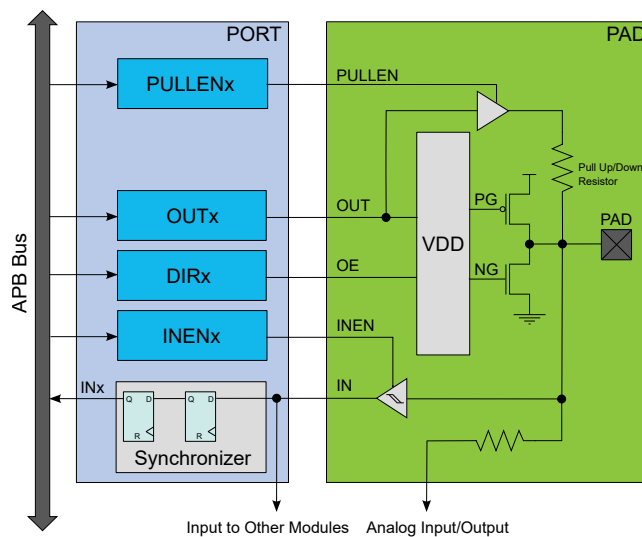 PORT
PAD
PULLENx
PULLEN
Pull Up/Down
Resistor
OUTx
OUT
PG
PAD
VDD
DIRx
OE
NG
APB Bus
INENx
INEN
INx
IN
Q D
Q D
R
R
Synchronizer
Input to Other Modules
Analog Input/Output